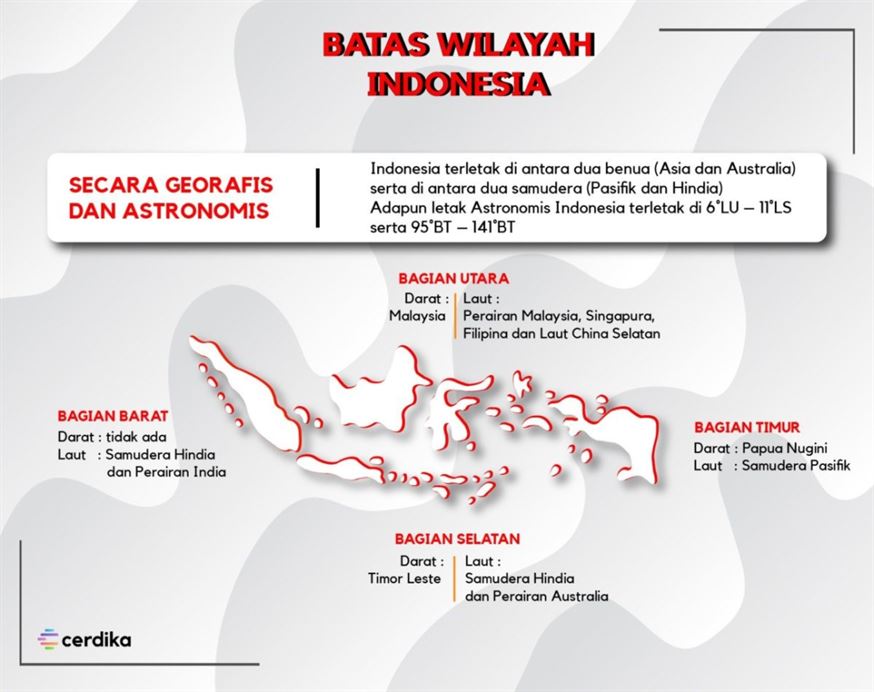 BATAS WILAYAH
INDONESIA
SECARA GEORAFIS
DAN ASTRONOMIS
Indonesia terletak di antara dua benua (Asia dan Australia)
serta di antara dua samudera (Pasifik dan Hindia)
Adapun letak Astronomis Indonesia terletak di 6°LU – 11°LS
serta 95°BT – 141°BT
BAGIAN UTARA
Darat :
Malaysia
Laut :
Perairan Malaysia, Singapura,
Filipina dan Laut China Selatan
BAGIAN BARAT
Darat : tidak ada
Laut : Samudera Hindia
dan Perairan India
BAGIAN TIMUR
Darat : Papua Nugini
Laut : Samudera Pasifik
BAGIAN SELATAN
Darat :
Timor Leste
Laut :
Samudera Hindia
dan Perairan Australia
cerdika